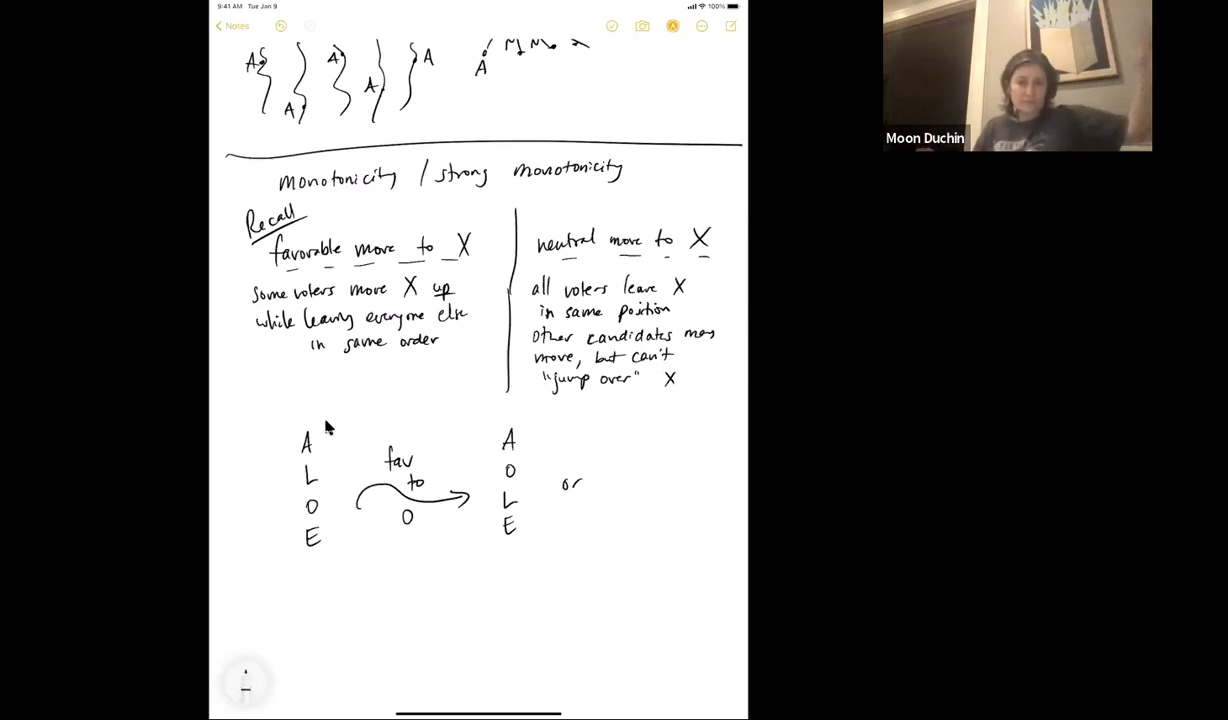 9:41 AM Tue Jan 9
100%
Notes
A A A A A
A
monotonicity / strong monotonicity
Recall
favorable move to X
some voters move X up
while leaving everyone else
in same order
neutral move to X
all voters leave X
in same position
other candidates may
move, but can't
"jump over" X
A
L
O
E
fav
to
O
A
O
L
E
or
Moon Duchin